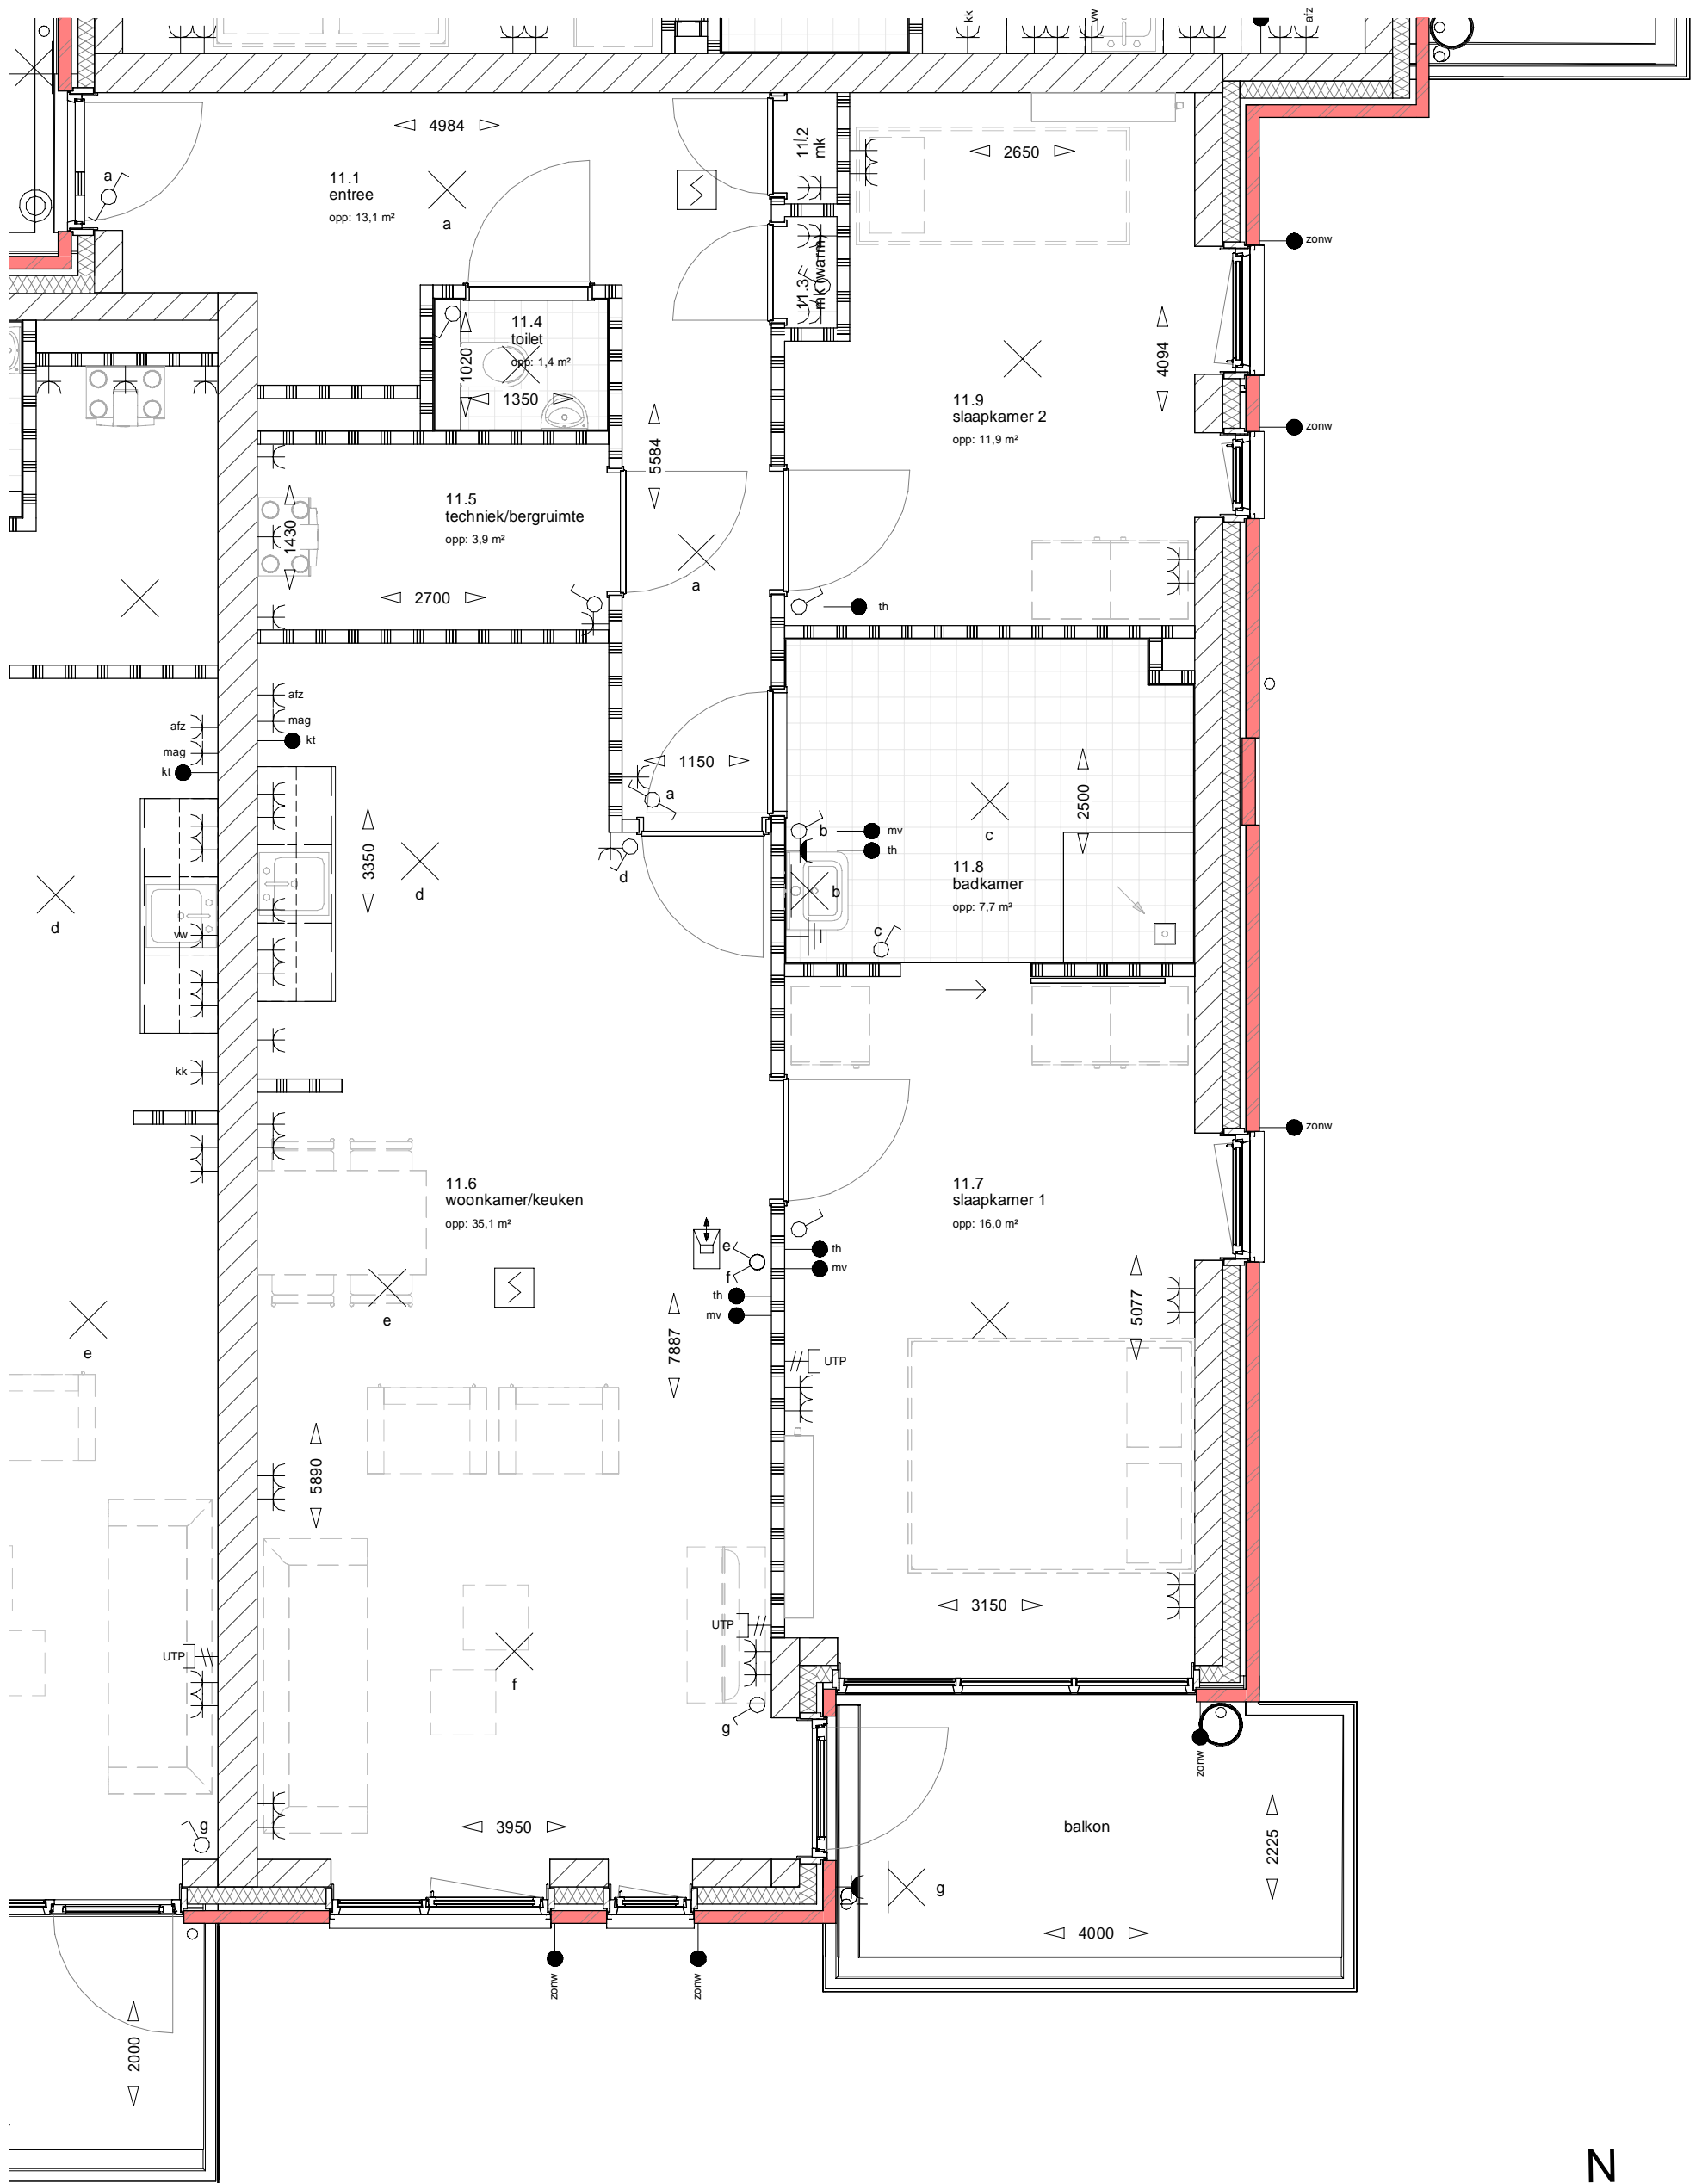 kk
vw
afz
4984
2650
a
11.1
entree
opp: 13,1 m²
a
11.2
mk
11.3
mk (warm)
zonw
11.4
toilet
opp: 1,4 m²
1020
1350
4094
11.9
slaapkamer 2
opp: 11,9 m²
zonw
5584
11.5
techniek/bergruimte
opp: 3,9 m²
1430
2700
a
th
afz
mag
kt
afz
mag
kt
1150
a
2500
3350
d
d
b
mv
th
c
11.8
badkamer
opp: 7,7 m²
b
c
d
vw
kk
zonw
11.6
woonkamer/keuken
opp: 35,1 m²
11.7
slaapkamer 1
opp: 16,0 m²
e
f
th
mv
th
mv
5077
e
e
7887
UTP
5890
3150
UTP
UTP
f
g
zonw
g
3950
balkon
2225
g
4000
zonw
zonw
2000
N